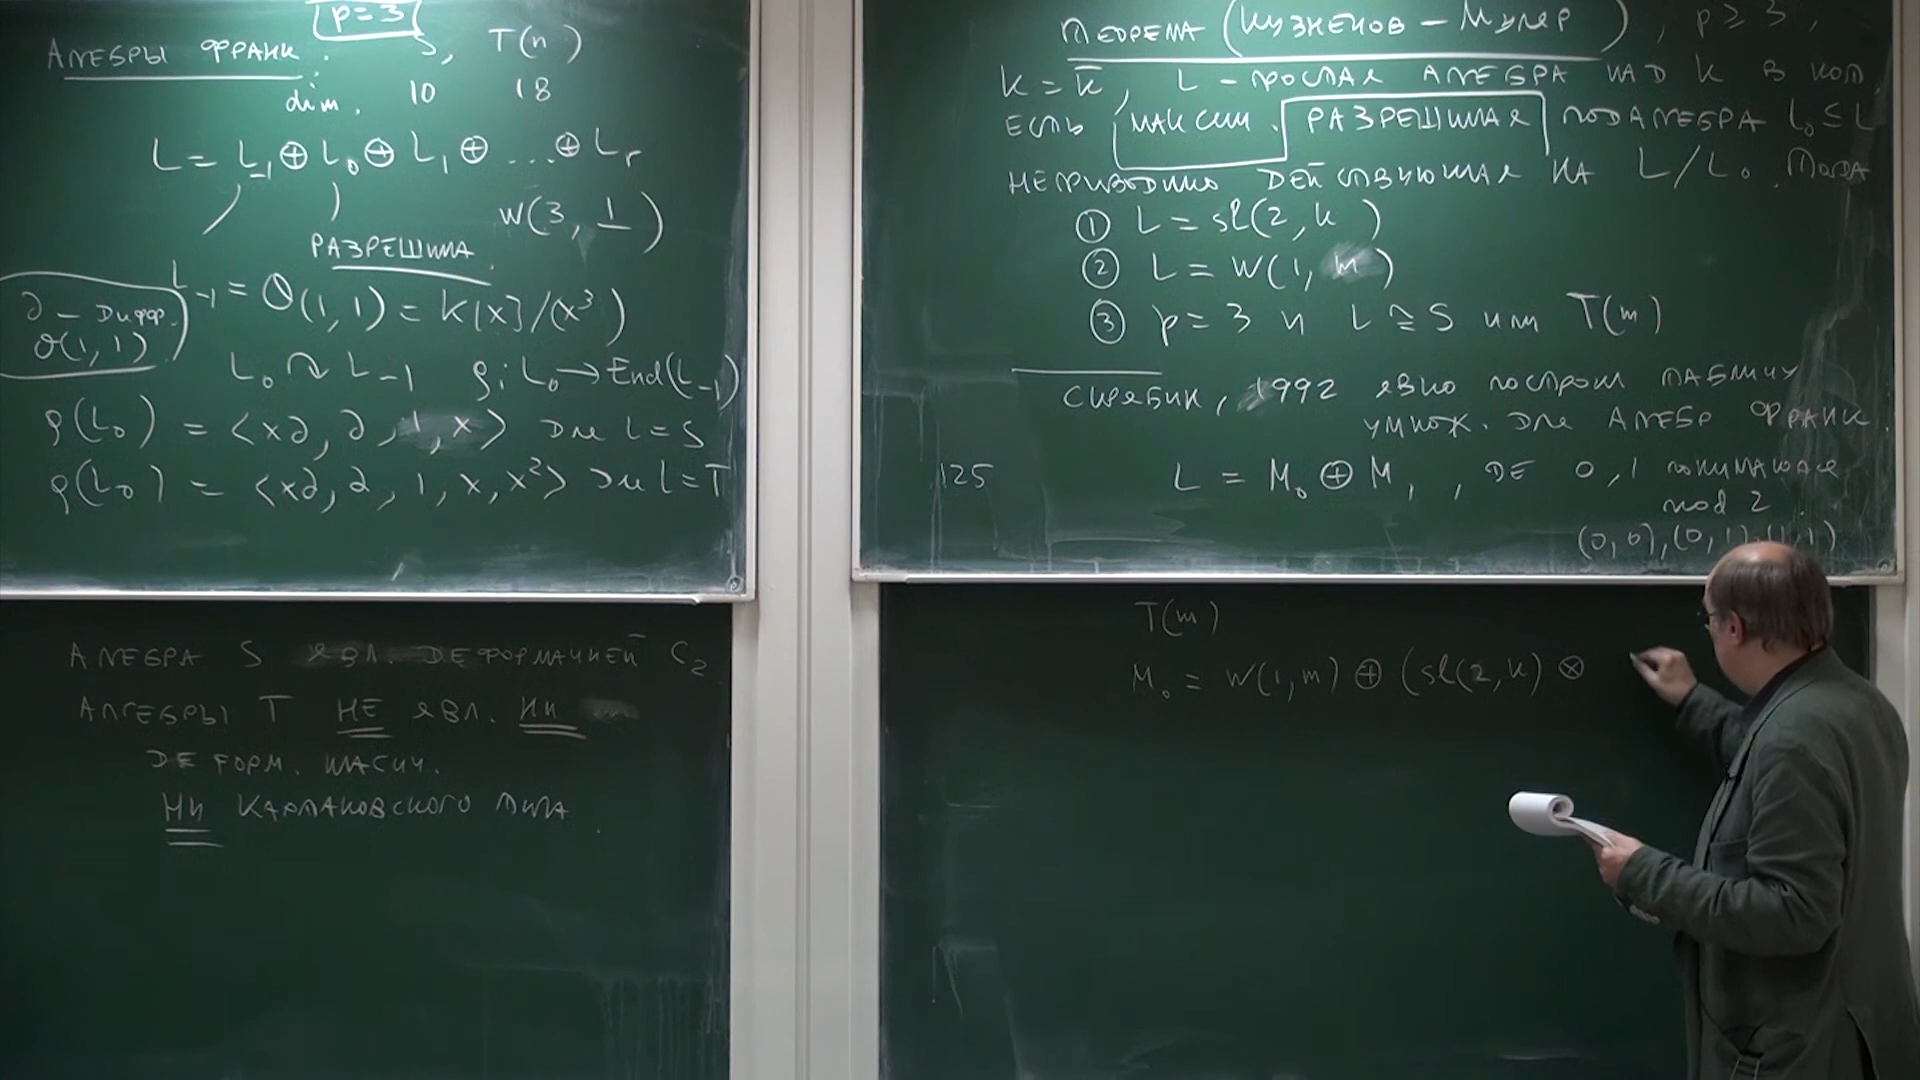 p=3
АЛГЕБРЫ ФРАНК. S, T(n)
dim. 10 18
L = L₋₁ ⊕ L₀ ⊕ L₁ ⊕ ... ⊕ Lᵣ
W(3, 1)
РАЗРЕШИМА
L₋₁ = O(1,1) = K[x]/(x³)
∂ – ДИФФ.
O(1,1)
L₀ ↷ L₋₁ ρ: L₀ → End(L₋₁)
ρ(L₀) = <x∂, ∂, 1, x> ДЛЯ L=S
ρ(L₀) = <x∂, ∂, 1, x, x²> ДЛЯ L=T
АЛГЕБРА S ЯВЛ. ДЕФОРМАЦИЕЙ C₂
АЛГЕБРЫ T НЕ ЯВЛ. НИ
ДЕФОРМ. КЛАСИЧ.
НИ КАРТАНОВСКОГО ТИПА.
ТЕОРЕМА (КУЗНЕЦОВ – МУЛЯР), p ≥ 3,
K = K̄, L – ПРОСТАЯ АЛГЕБРА НАД K В КОТ.
ЕСТЬ МАКСИМ. РАЗРЕШИМАЯ ПОДАЛГЕБРА L₀ ⊆ L
НЕПРИВОДИМО ДЕЙСТВУЮЩАЯ НА L/L₀. ТОГДА
① L = sl(2, k)
② L = W(1, m)
③ p = 3 И L ≅ S ИЛИ T(m)
СКРЯБИН, 1992 ЯВНО ПОСТРОИЛ ТАБЛИЦУ
УМНОЖ. ДЛЯ АЛГЕБР ФРАНК
125 L = M₀ ⊕ M₁, ГДЕ 0,1 ПОНИМАЮТСЯ
mod 2.
(0,0), (0,1), (1,1)
T(m)
M₀ = W(1,m) ⊕ (sl(2,k) ⊗